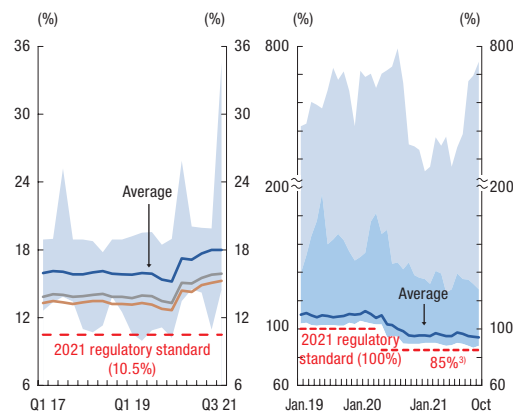 (%)
(%)
36
36
30
30
24
24
Average
18
18
12
12
2021 regulatory standard
(10.5%)
6
6
Q1 17
Q1 19
Q3 21
(%)
(%)
800
800
200
200
Average
100
100
2021 regulatory
standard (100%)
85%³⁾
60
60
Jan.19
Jan.20
Jan.21
Oct